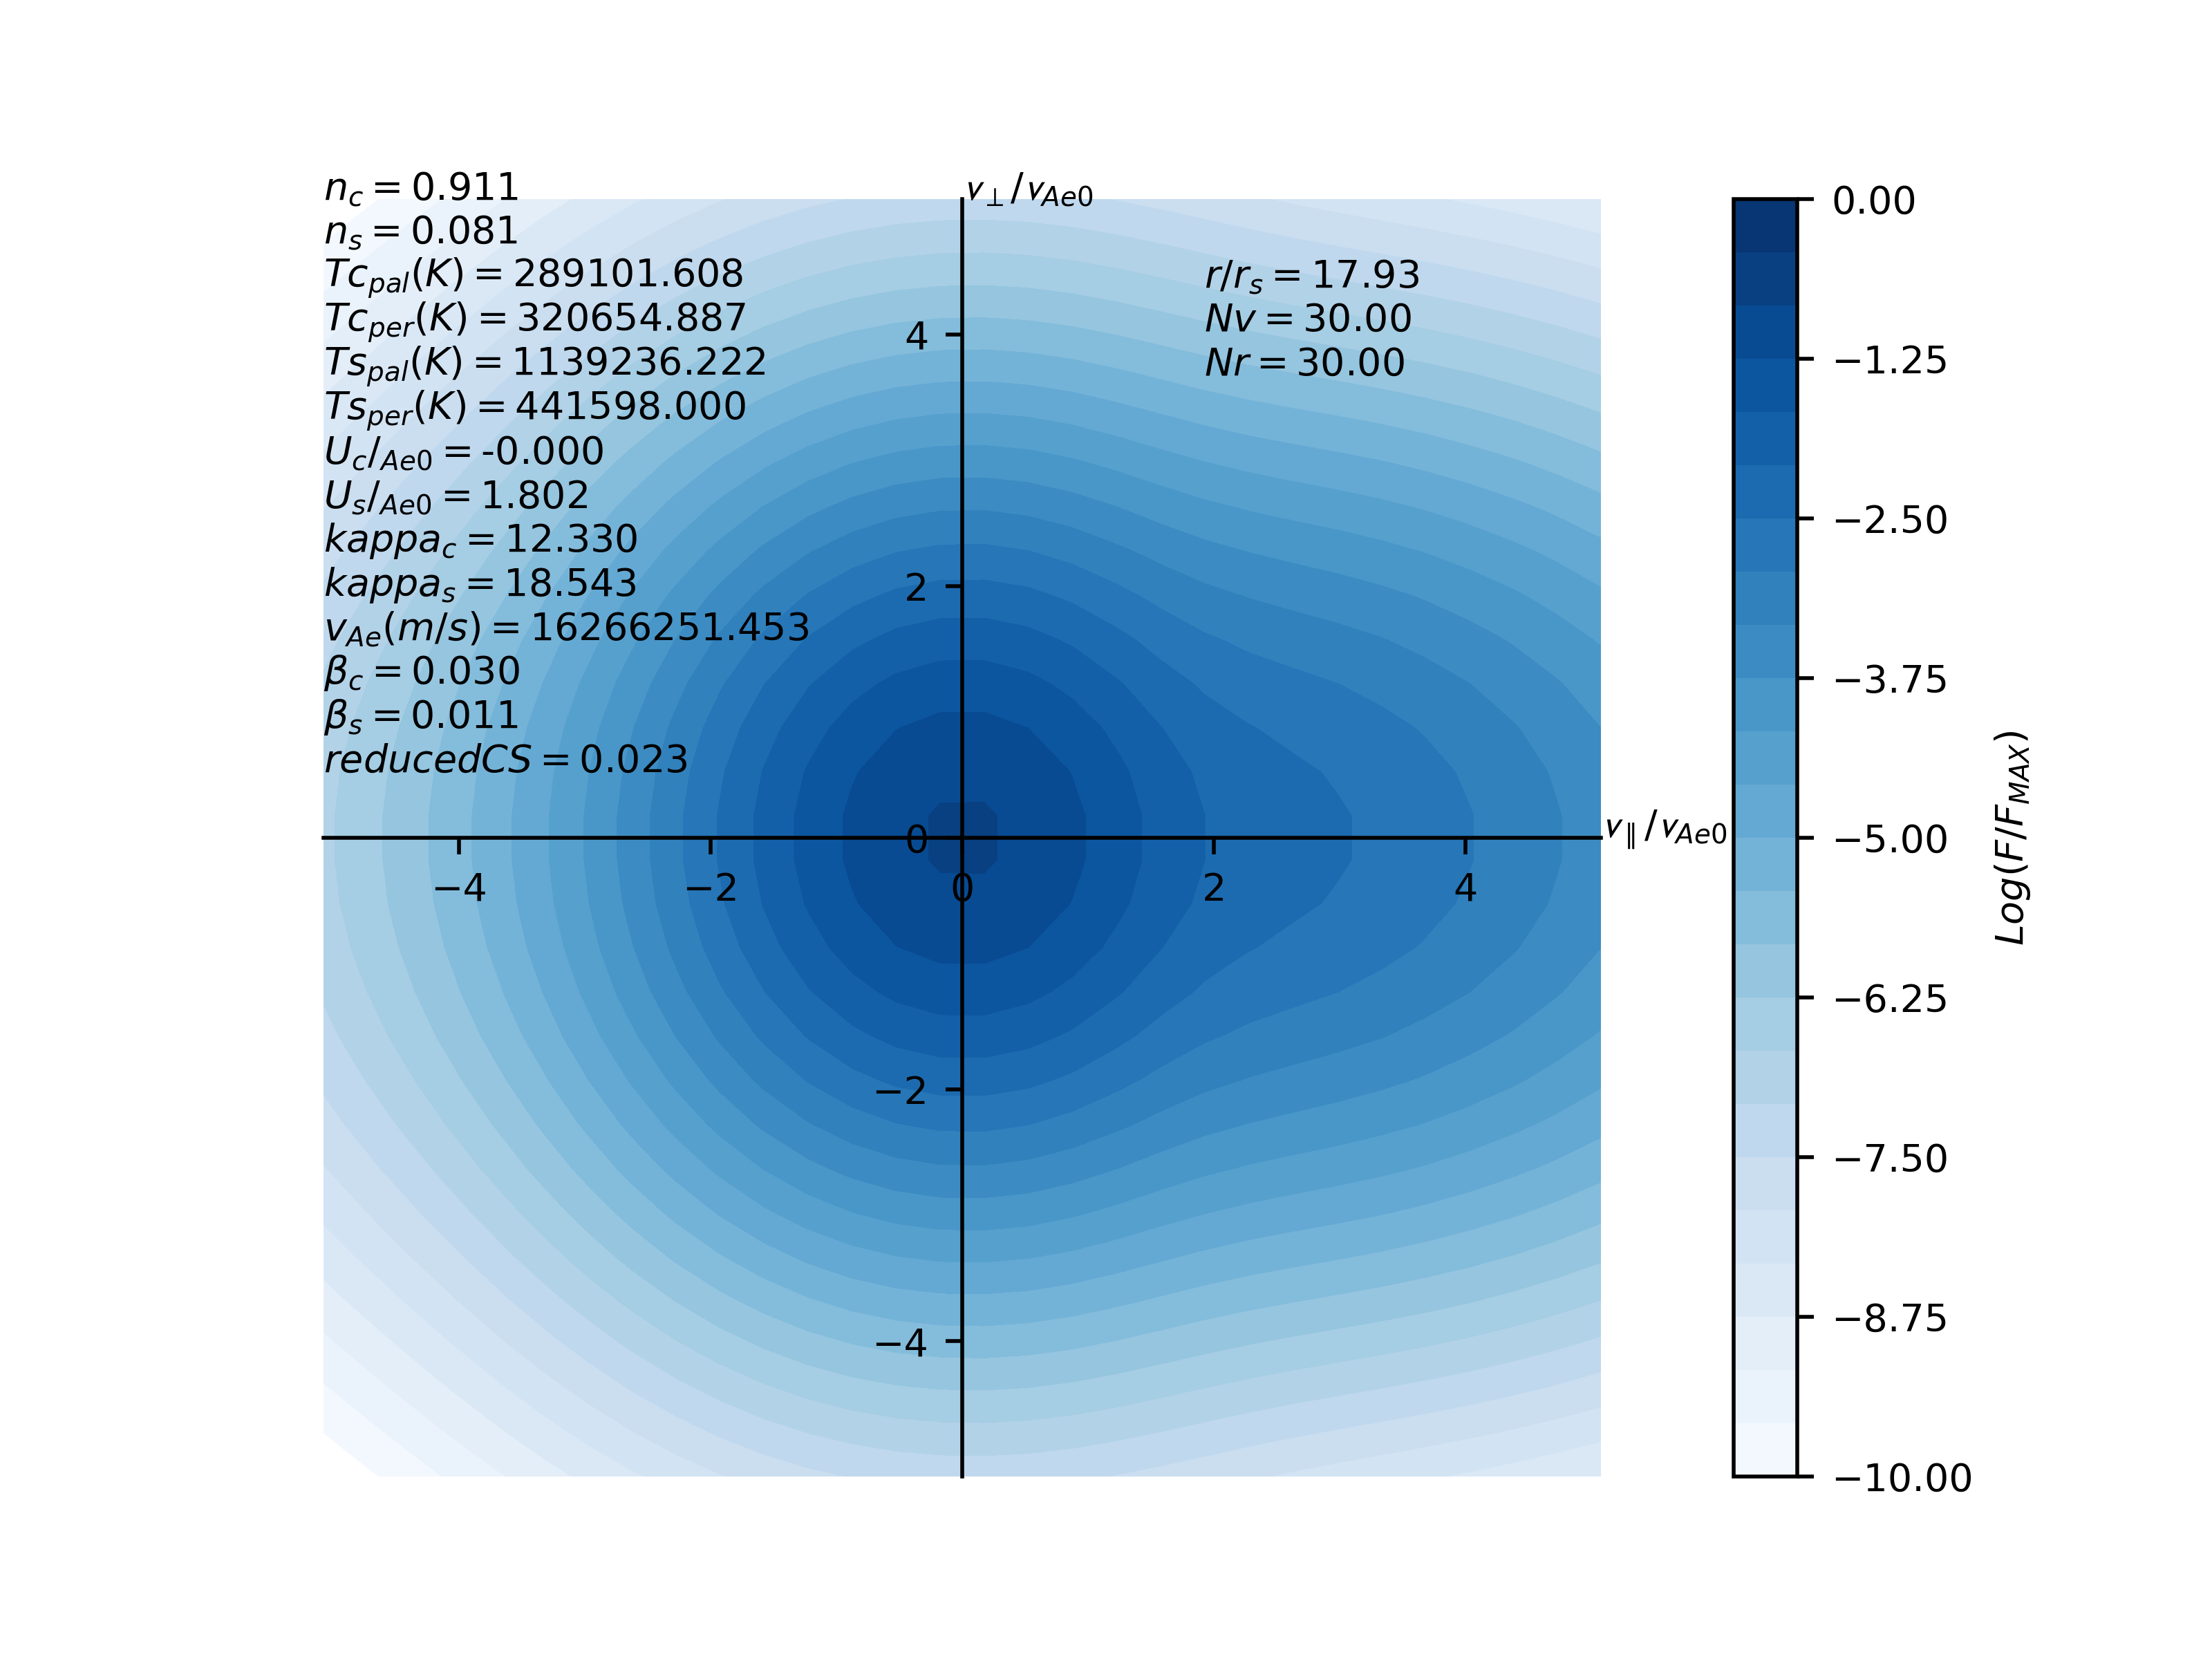 n_c = 0.911
n_s = 0.081
Tc_pal(K) = 289101.608
Tc_per(K) = 320654.887
Ts_pal(K) = 1139236.222
Ts_per(K) = 441598.000
U_c/_Ae0 = -0.000
U_s/_Ae0 = 1.802
kappa_c = 12.330
kappa_s = 18.543
v_Ae(m/s) = 16266251.453
β_c = 0.030
β_s = 0.011
reducedCS = 0.023
v_⊥/v_Ae0
r/r_s = 17.93
Nv = 30.00
Nr = 30.00
4
2
0
−2
−4
−4 −2 0 2 4
v_∥/v_Ae0
0.00
−1.25
−2.50
−3.75
−5.00
−6.25
−7.50
−8.75
−10.00
Log(F/F_MAX)